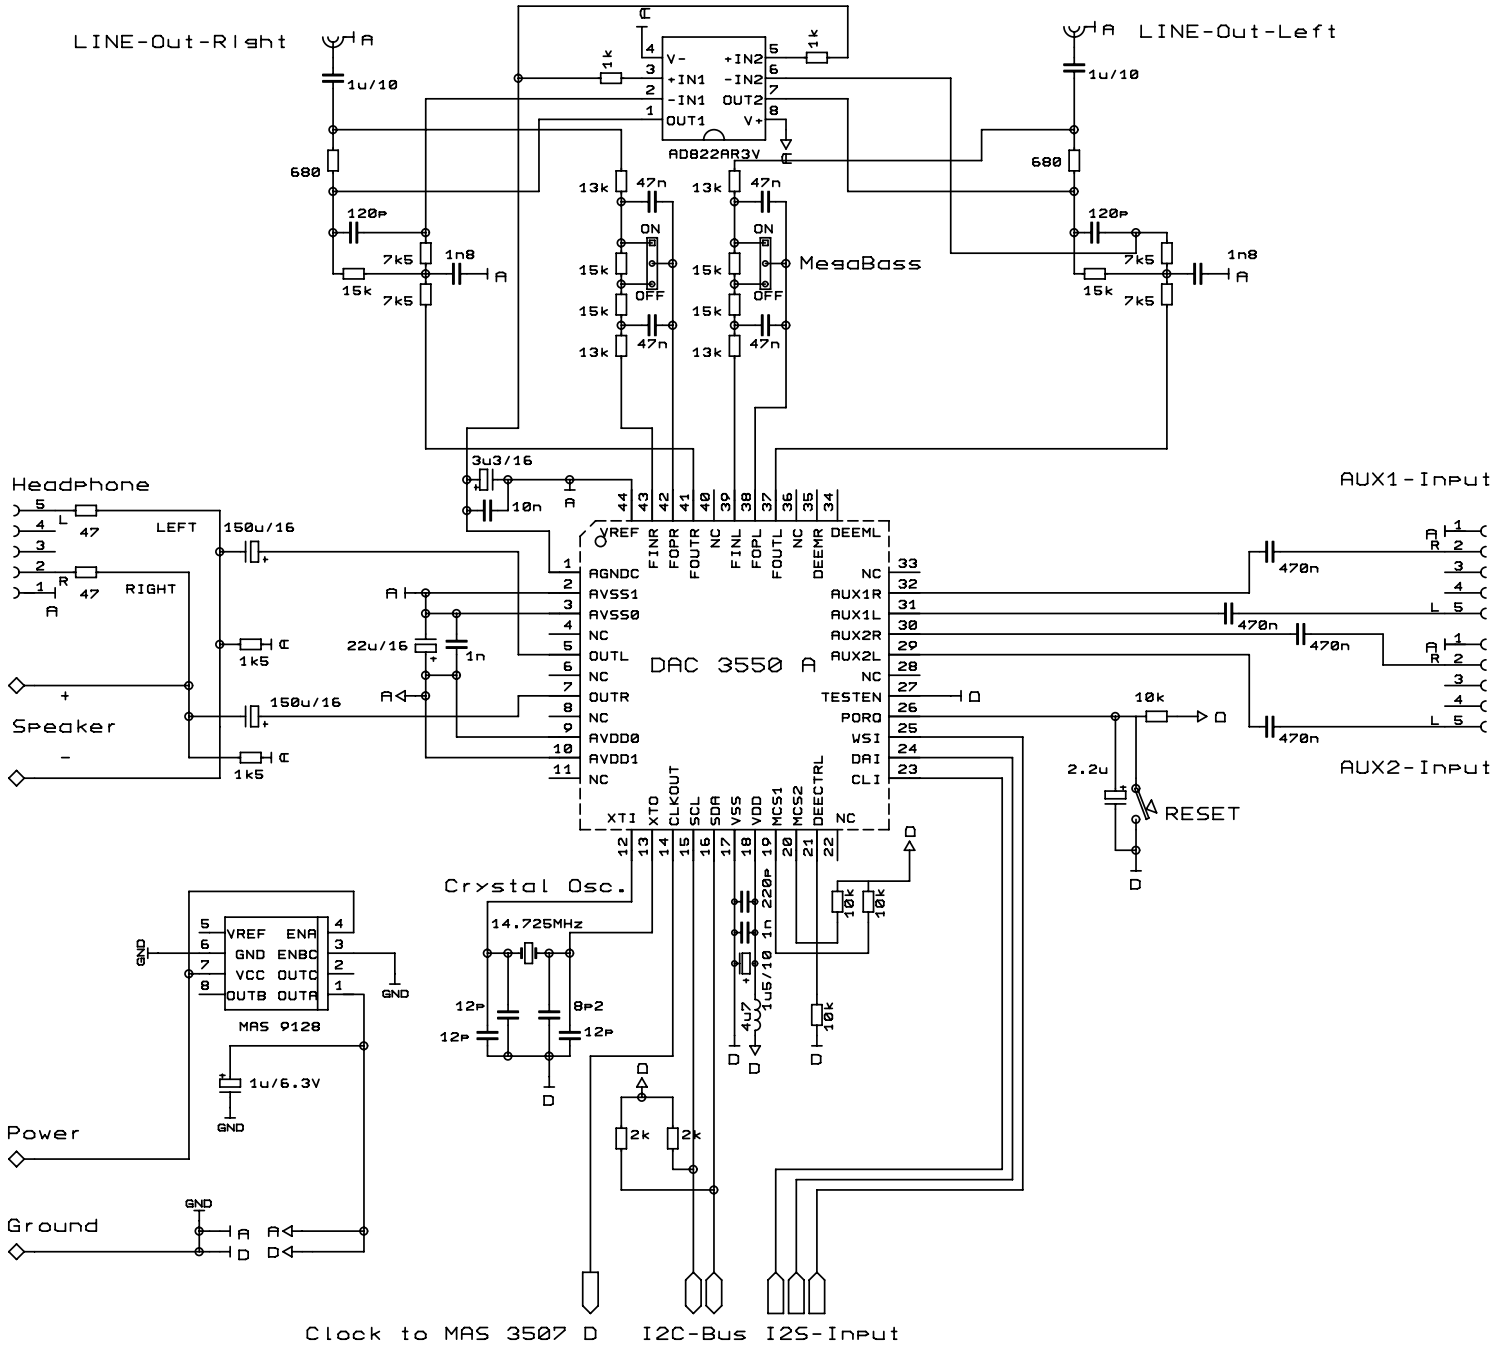 LINE-Out-Right
A
LINE-Out-Left
A
1u/10
1u/10
1k
1k
A
4 V- +IN2 5
3 +IN1 -IN2 6
2 -IN1 OUT2 7
1 OUT1 V+ 8
AD822AR3V
A
680
680
13k
47n
13k
47n
120p
120p
ON
ON
7k5
1n8
A
7k5
1n8
A
15k
15k
15k
15k
MegaBass
7k5
7k5
OFF
OFF
15k
15k
47n
47n
13k
13k
3u3/16
+
10n
A
Headphone
5
L
47
4
3
2
R
47
1
A
LEFT
RIGHT
150u/16
+
AUX1-Input
A 1
R 2
3
4
L 5
A 1
R 2
3
4
L 5
AUX2-Input
470n
470n
470n
470n
44 43 42 41 40 39 38 37 36 35 34
VREF FINR FOPR FOUTR NC FINL FOPL FOUTL NC DEEMR DEEML
1 AGNDC
2 AVSS1
3 AVSS0
4 NC
5 OUTL
6 NC
7 OUTR
8 NC
9 AVDD0
10 AVDD1
11 NC
DAC 3550 A
NC 33
AUX1R 32
AUX1L 31
AUX2R 30
AUX2L 29
NC 28
TESTEN 27
PORQ 26
WSI 25
DAI 24
CLI 23
XTI XTO CLKOUT SCL SDA VSS VDD MCS1 MCS2 DEECTRL NC
12 13 14 15 16 17 18 19 20 21 22
A
22u/16
+
1n
A
1k5
A
150u/16
+
1k5
A
+
Speaker
-
D
10k
D
2.2u
+
RESET
D
D
10k
10k
Crystal Osc.
14.725MHz
12p
12p
8p2
12p
D
220p
1n
1u5/10
+
4u7
D
D
10k
D
5 VREF ENA 4
6 GND ENBC 3
7 VCC OUTC 2
8 OUTB OUTA 1
MAS 9128
GND
GND
+
1u/6.3V
GND
D
2k
2k
Power
GND
Ground
A
A
D
D
Clock to MAS 3507 D
I2C-Bus
I2S-Input